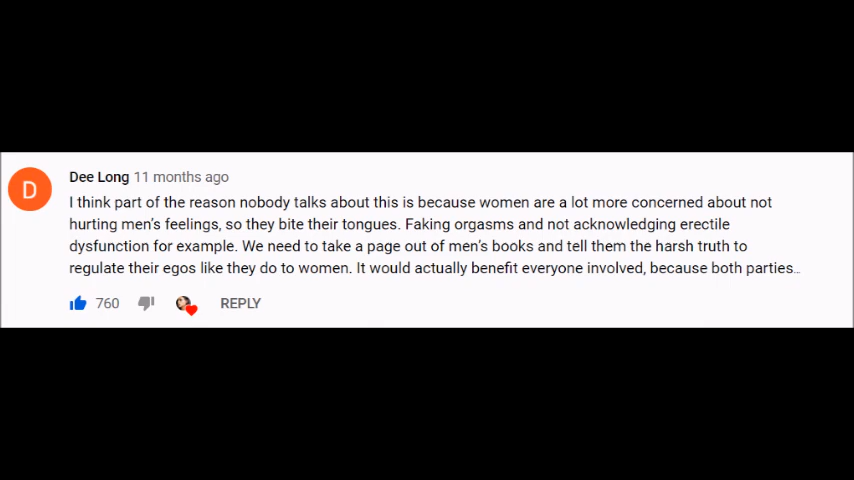 D
Dee Long 11 months ago
I think part of the reason nobody talks about this is because women are a lot more concerned about not
hurting men's feelings, so they bite their tongues. Faking orgasms and not acknowledging erectile
dysfunction for example. We need to take a page out of men's books and tell them the harsh truth to
regulate their egos like they do to women. It would actually benefit everyone involved, because both parties…
760 REPLY